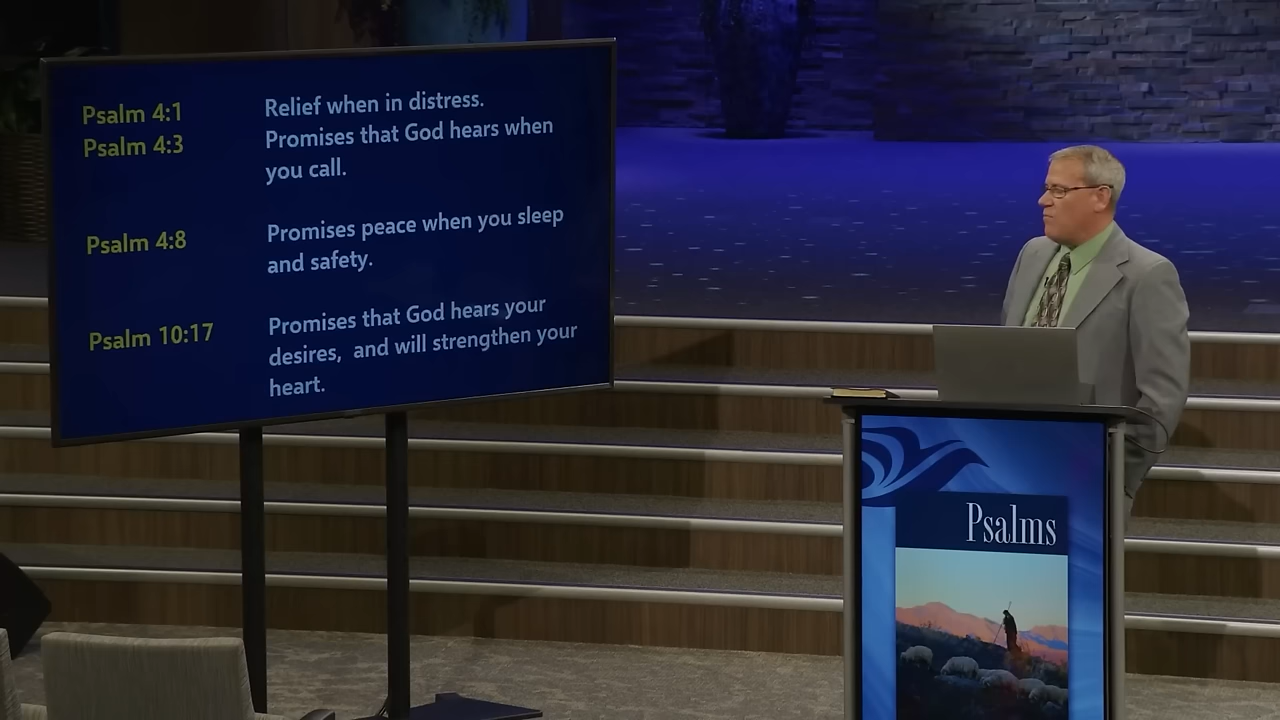 Psalm 4:1 Relief when in distress.
Psalm 4:3 Promises that God hears when
you call.
Psalm 4:8 Promises peace when you sleep
and safety.
Psalm 10:17 Promises that God hears your
desires, and will strengthen your
heart.
Psalms